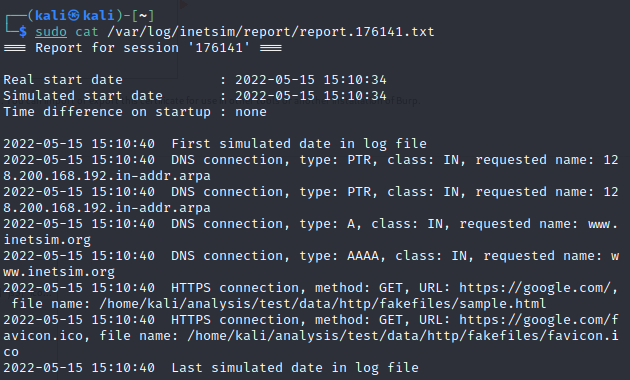 ┌──(kali㉿kali)-[~]
└─$ sudo cat /var/log/inetsim/report/report.176141.txt
=== Report for session '176141' ===
Real start date            : 2022-05-15 15:10:34
Simulated start date       : 2022-05-15 15:10:34
Time difference on startup : none
2022-05-15 15:10:40  First simulated date in log file
2022-05-15 15:10:40  DNS connection, type: PTR, class: IN, requested name: 12
8.200.168.192.in-addr.arpa
2022-05-15 15:10:40  DNS connection, type: PTR, class: IN, requested name: 12
8.200.168.192.in-addr.arpa
2022-05-15 15:10:40  DNS connection, type: A, class: IN, requested name: www.
inetsim.org
2022-05-15 15:10:40  DNS connection, type: AAAA, class: IN, requested name: w
ww.inetsim.org
2022-05-15 15:10:40  HTTPS connection, method: GET, URL: https://google.com/,
 file name: /home/kali/analysis/test/data/http/fakefiles/sample.html
2022-05-15 15:10:40  HTTPS connection, method: GET, URL: https://google.com/f
avicon.ico, file name: /home/kali/analysis/test/data/http/fakefiles/favicon.i
co
2022-05-15 15:10:40  Last simulated date in log file